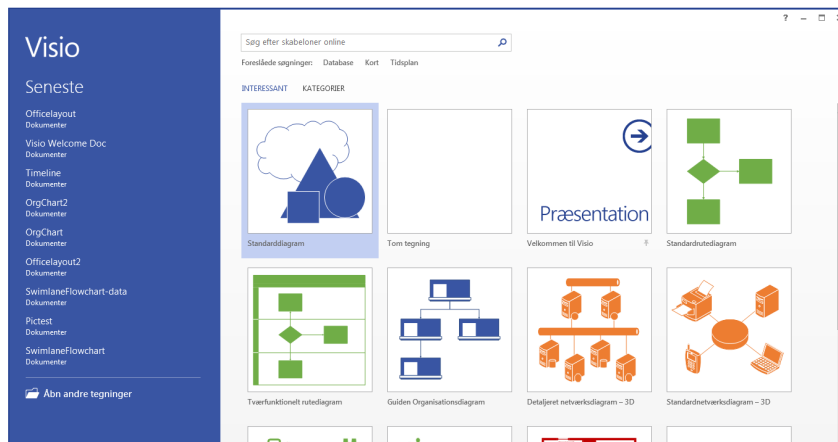 ?
Visio
Søg efter skabeloner online
Foreslåede søgninger: Database Kort Tidsplan
Seneste
INTERESSANT KATEGORIER
Officelayout
Dokumenter
Visio Welcome Doc
Dokumenter
Timeline
Dokumenter
OrgChart2
Dokumenter
OrgChart
Dokumenter
Officelayout2
Dokumenter
SwimlaneFlowchart-data
Dokumenter
Pictest
Dokumenter
SwimlaneFlowchart
Dokumenter
Åbn andre tegninger
Præsentation
Standarddiagram
Tom tegning
Velkommen til Visio
Standardrutediagram
Tværfunktionelt rutediagram
Guiden Organisationsdiagram
Detaljeret netværksdiagram – 3D
Standardnetværksdiagram – 3D